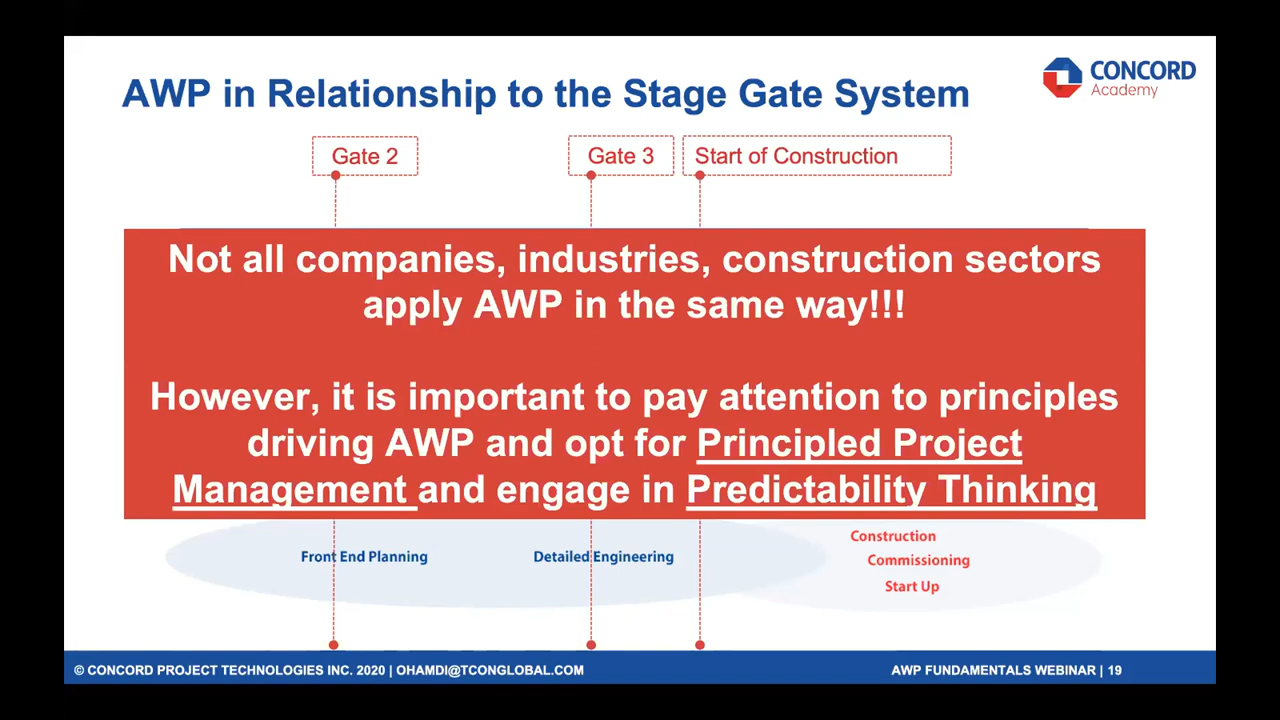 AWP in Relationship to the Stage Gate System
CONCORD
Academy
Gate 2
Gate 3
Start of Construction
Not all companies, industries, construction sectors
apply AWP in the same way!!!
However, it is important to pay attention to principles
driving AWP and opt for Principled Project
Management and engage in Predictability Thinking
Front End Planning
Detailed Engineering
Construction
Commissioning
Start Up
© CONCORD PROJECT TECHNOLOGIES INC. 2020 | OHAMDI@TCONGLOBAL.COM
AWP FUNDAMENTALS WEBINAR | 19